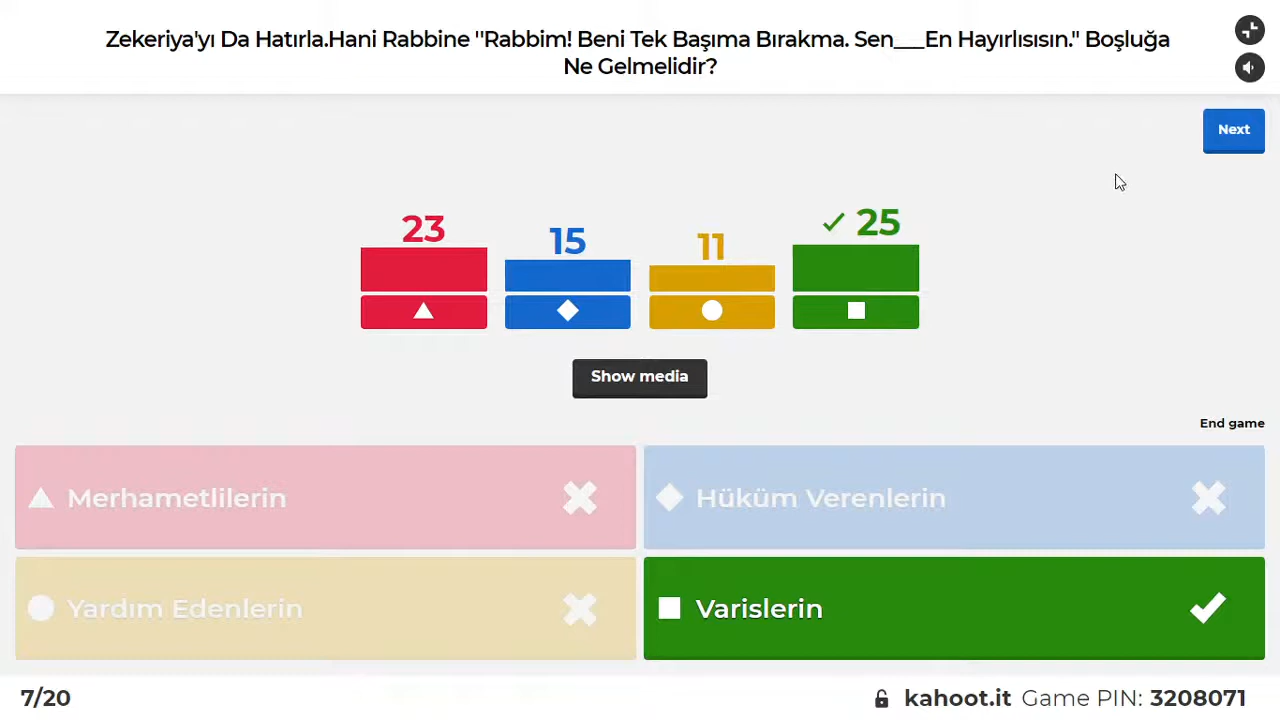 Zekeriya'yı Da Hatırla.Hani Rabbine ''Rabbim! Beni Tek Başıma Bırakma. Sen___En Hayırlısısın.'' Boşluğa
Ne Gelmelidir?
Next
23
15
11
25
Show media
End game
Merhametlilerin
Hüküm Verenlerin
Yardım Edenlerin
Varislerin
7/20
kahoot.it Game PIN: 3208071